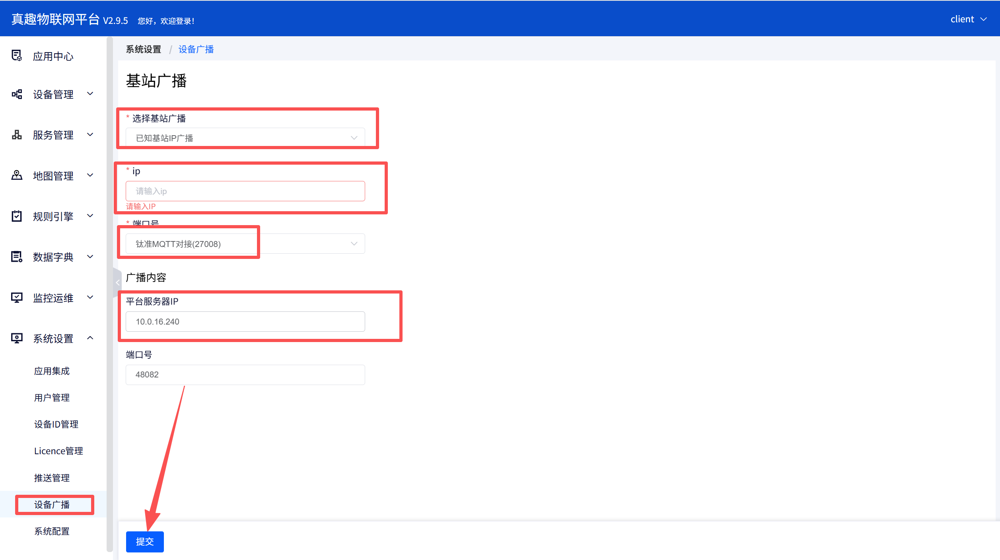 真趣物联网平台 V2.9.5 您好，欢迎登录！
client
应用中心
设备管理
服务管理
地图管理
规则引擎
数据字典
监控运维
系统设置
应用集成
用户管理
设备ID管理
Licence管理
推送管理
设备广播
系统配置
系统设置 / 设备广播
基站广播
* 选择基站广播
已知基站IP广播
* ip
请输入ip
请输入IP
* 端口号
钛准MQTT对接(27008)
广播内容
平台服务器IP
10.0.16.240
端口号
48082
提交